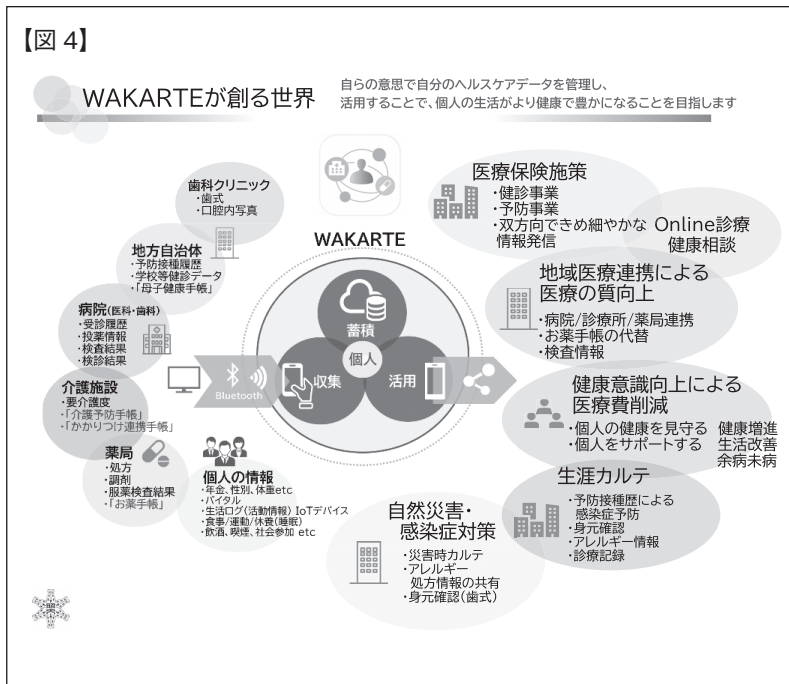 【図 4】
WAKARTEが創る世界
自らの意思で自分のヘルスケアデータを管理し、
活用することで、個人の生活がより健康で豊かになることを目指します
歯科クリニック
・歯式
・口腔内写真
地方自治体
・予防接種履歴
・学校等健診データ
・「母子健康手帳」
病院(医科・歯科)
・受診履歴
・投薬情報
・検査結果
・検診結果
介護施設
・要介護度
・「介護予防手帳」
・「かかりつけ連携手帳」
薬局
・処方
・調剤
・服薬検査結果
・「お薬手帳」
個人の情報
・年金、性別、体重etc
・バイタル
・生活ログ(活動情報) IoTデバイス
・食事/運動/休養(睡眠)
・飲酒、喫煙、社会参加 etc
WAKARTE
蓄積
個人
収集
活用
Bluetooth
医療保険施策
・健診事業
・予防事業
・双方向できめ細やかな
情報発信
Online診療
健康相談
地域医療連携による
医療の質向上
・病院/診療所/薬局連携
・お薬手帳の代替
・検査情報
健康意識向上による
医療費削減
・個人の健康を見守る
・個人をサポートする
健康増進
生活改善
余病未病
生涯カルテ
・予防接種歴による
感染症予防
・身元確認
・アレルギー情報
・診療記録
自然災害・
感染症対策
・災害時カルテ
・アレルギー
処方情報の共有
・身元確認(歯式)